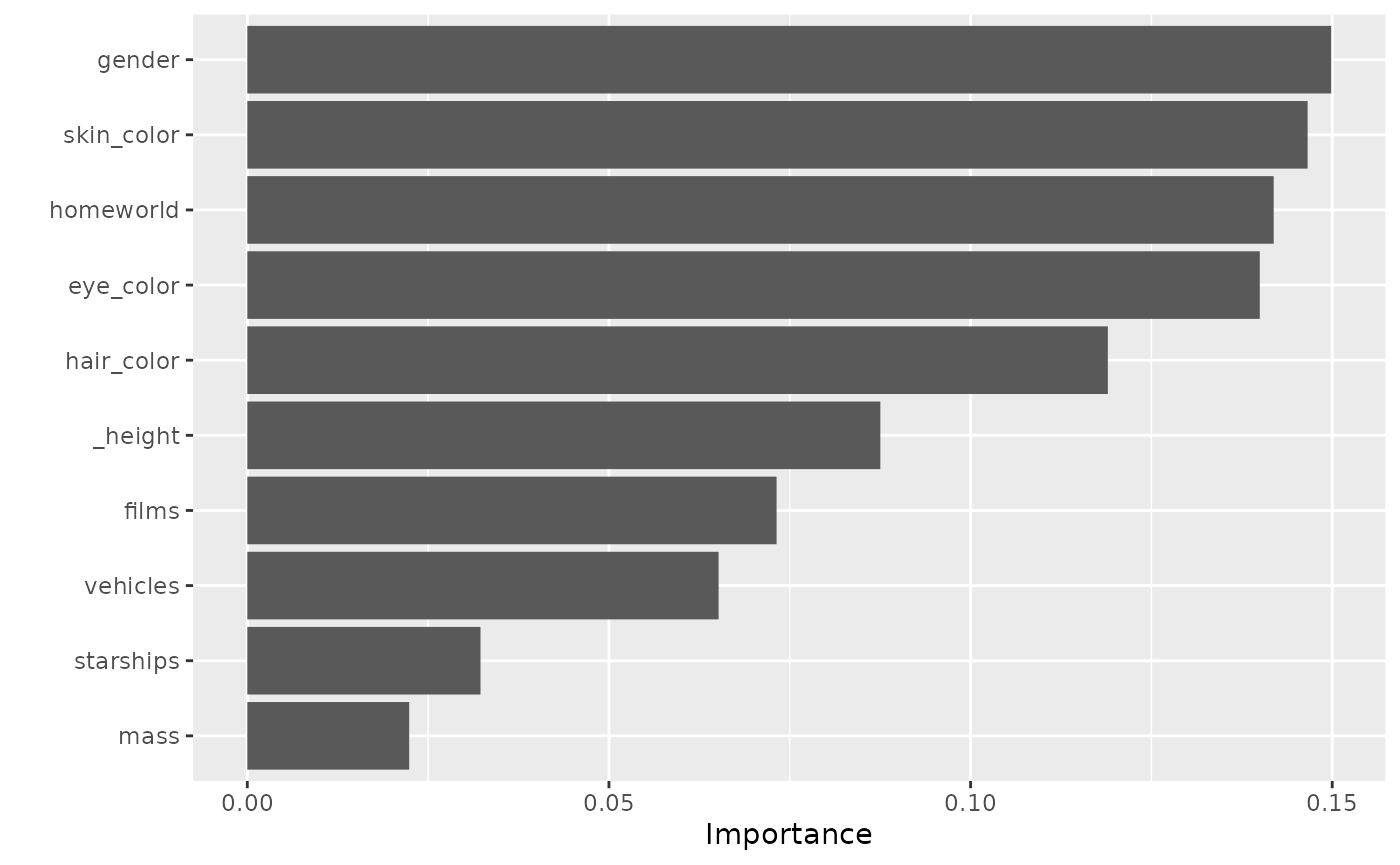 gender
skin_color
homeworld
eye_color
hair_color
_height
films
vehicles
starships
mass
0.00 0.05 0.10 0.15
Importance